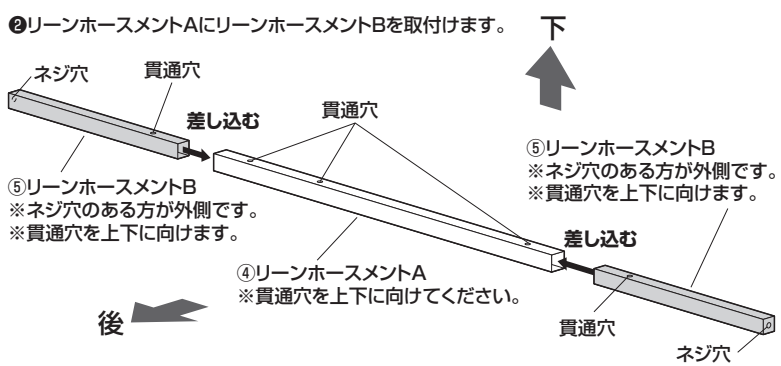 ❷リーンホースメントAにリーンホースメントBを取付けます。
下
ネジ穴
貫通穴
差し込む
貫通穴
⑤リーンホースメントB
※ネジ穴のある方が外側です。
※貫通穴を上下に向けます。
⑤リーンホースメントB
※ネジ穴のある方が外側です。
※貫通穴を上下に向けます。
差し込む
④リーンホースメントA
※貫通穴を上下に向けてください。
後
貫通穴
ネジ穴